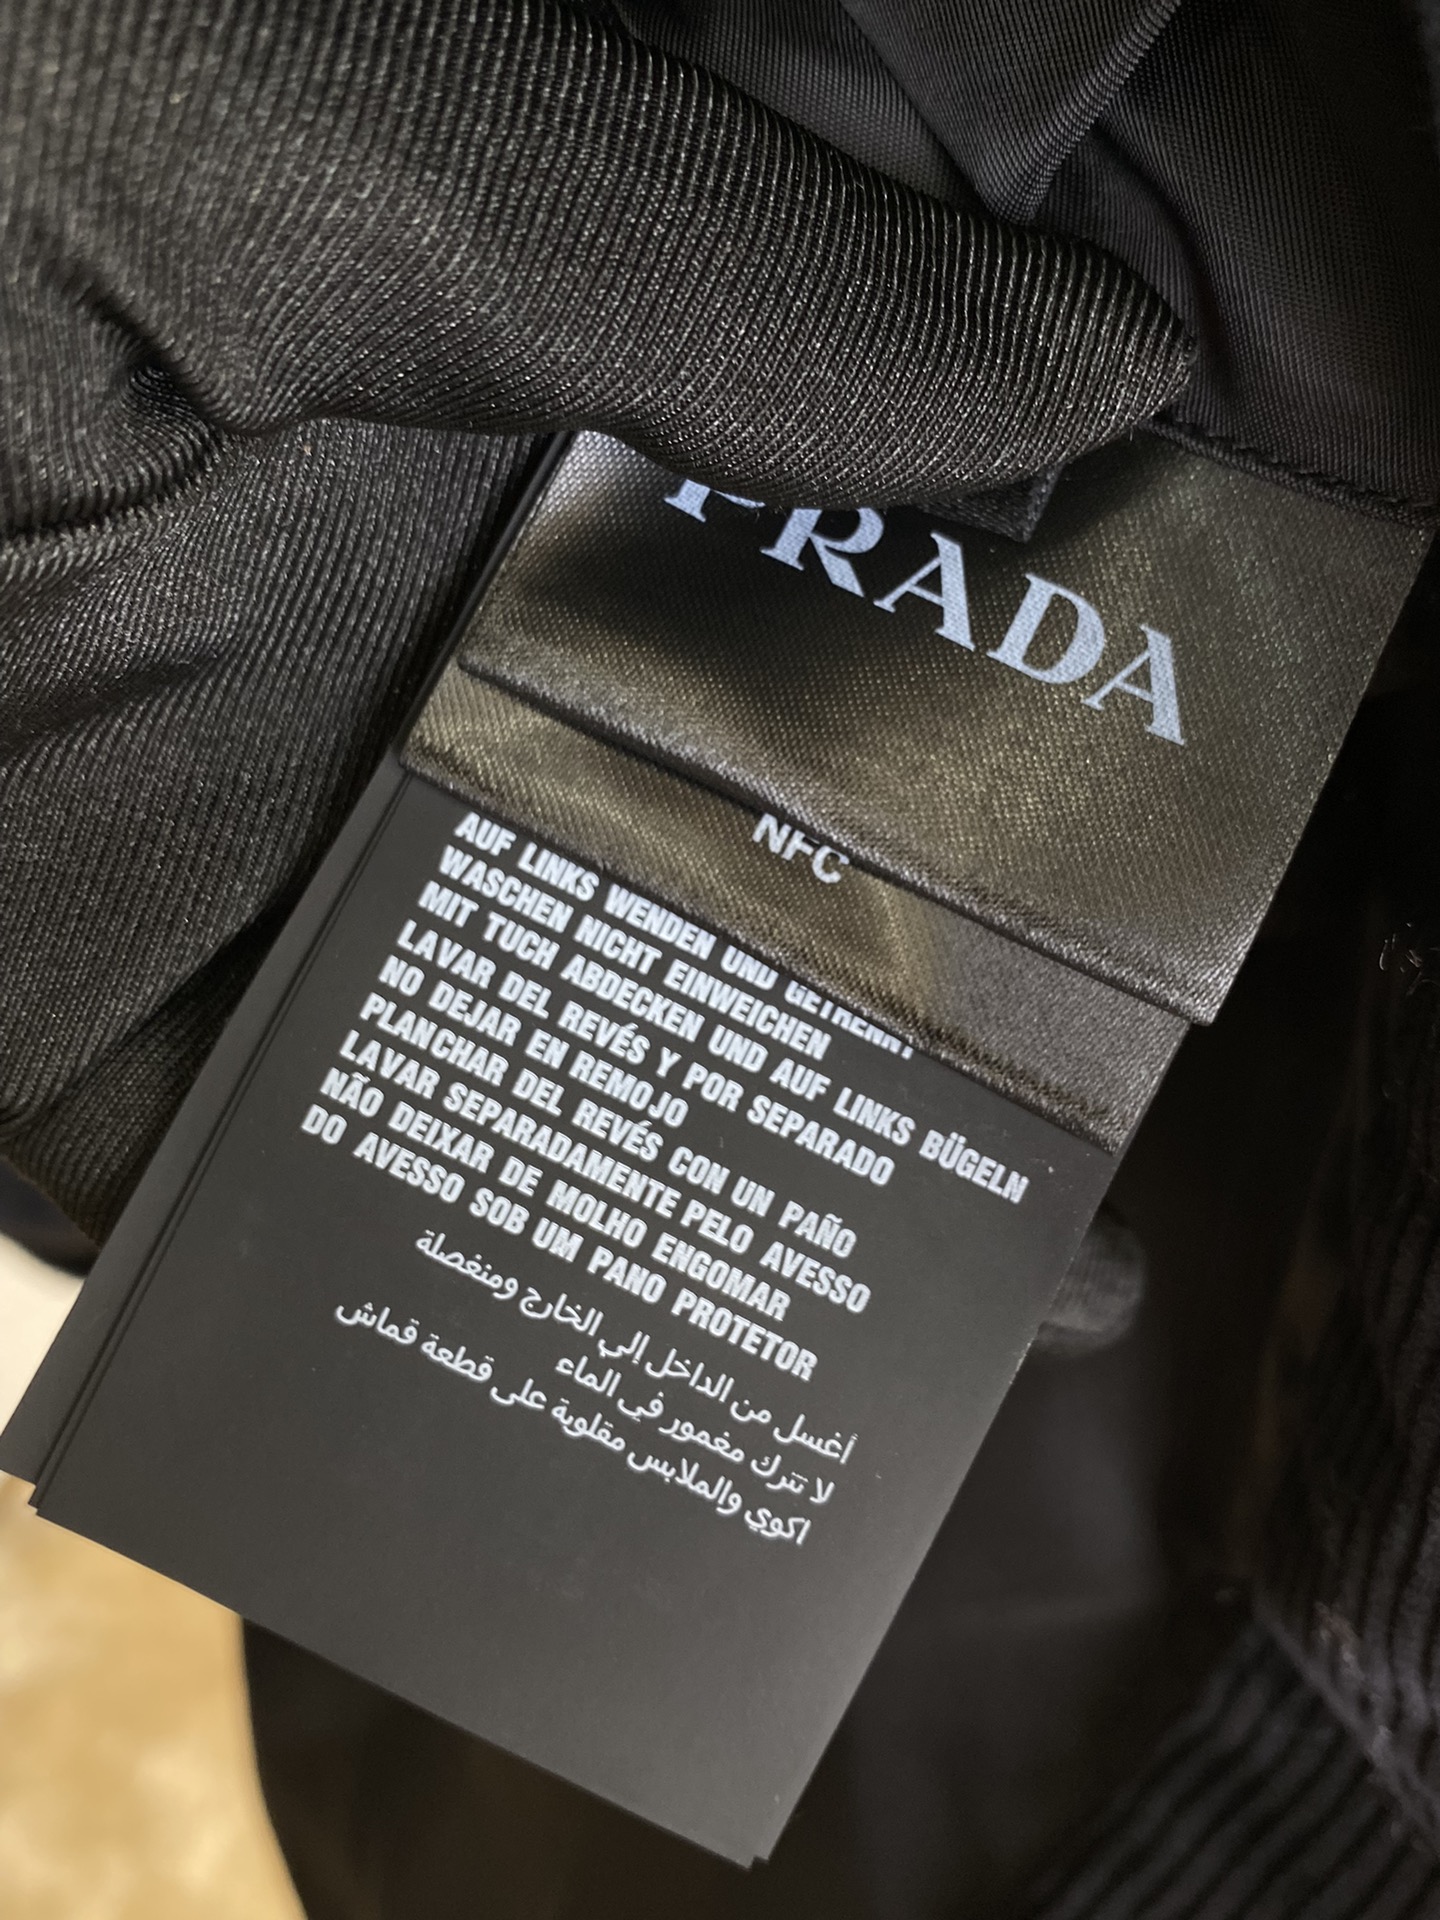 PRADA
NFC
AUF LINKS WENDEN UND GETRENNT
WASCHEN NICHT EINWEICHEN
MIT TUCH ABDECKEN UND AUF LINKS BÜGELN
LAVAR DEL REVÉS Y POR SEPARADO
NO DEJAR EN REMOJO
PLANCHAR DEL REVÉS CON UN PAÑO
LAVAR SEPARADAMENTE PELO AVESSO
NÃO DEIXAR DE MOLHO ENGOMAR
DO AVESSO SOB UM PANO PROTETOR
أغسل من الداخل إلي الخارج ومنغصلة
لا تترك مغمور في الماء
اكوي والملابس مقلوبة على قطعة قماش